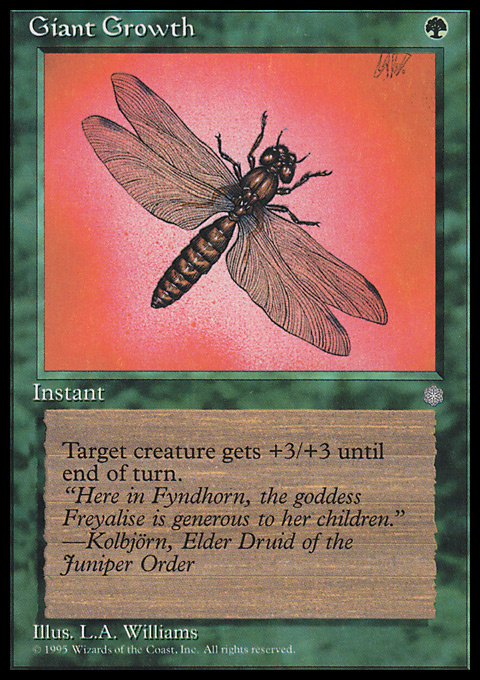 Giant Growth
Instant
Target creature gets +3/+3 until
end of turn.
“Here in Fyndhorn, the goddess
Freyalise is generous to her children.”
—Kolbjörn, Elder Druid of the
Juniper Order
Illus. L.A. Williams
© 1995 Wizards of the Coast, Inc. All rights reserved.